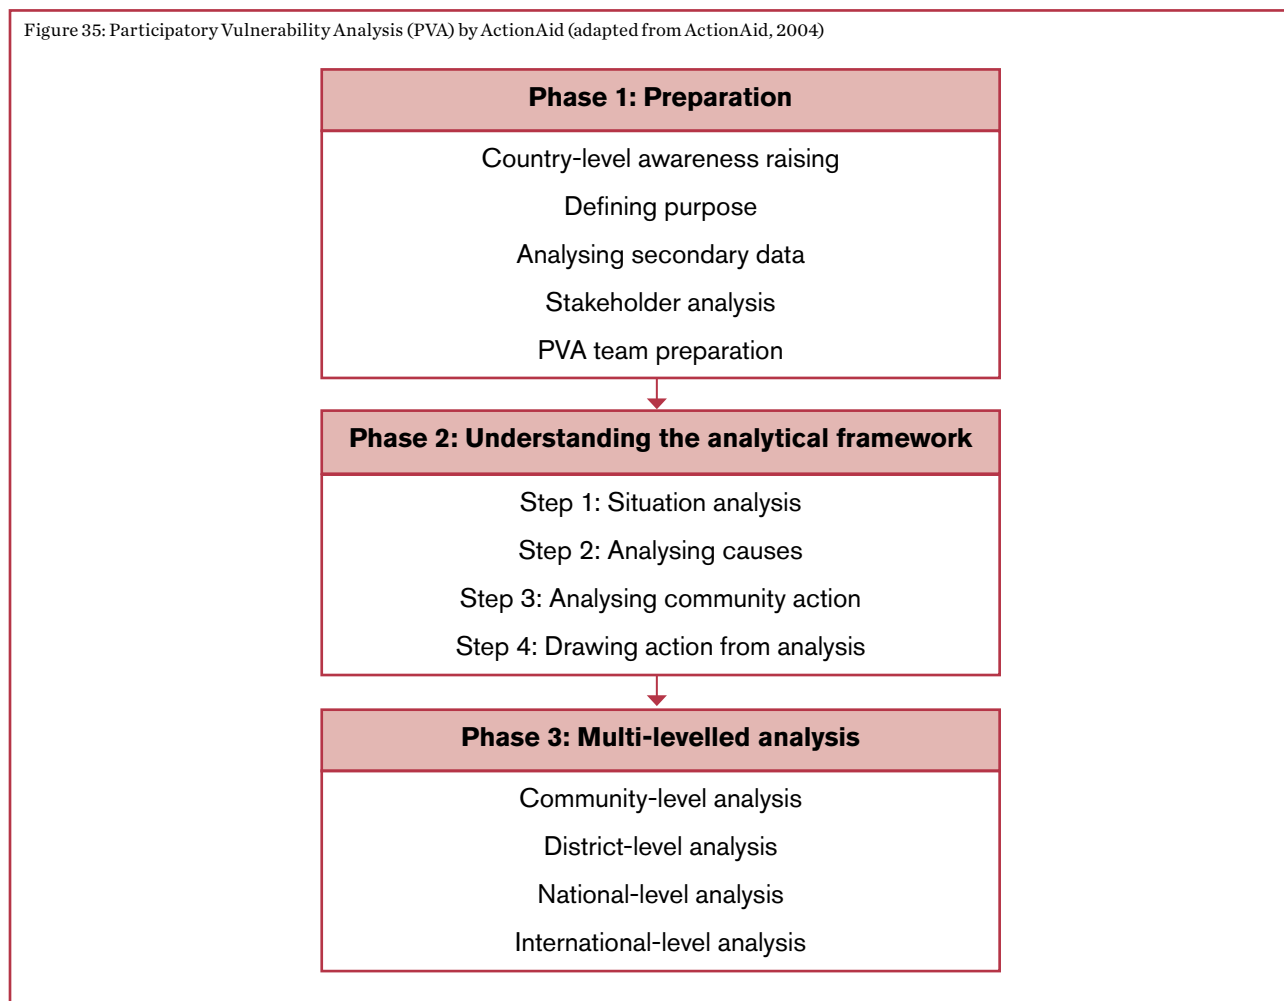 Figure 35: Participatory Vulnerability Analysis (PVA) by ActionAid (adapted from ActionAid, 2004)
Phase 1: Preparation
Country-level awareness raising
Defining purpose
Analysing secondary data
Stakeholder analysis
PVA team preparation
Phase 2: Understanding the analytical framework
Step 1: Situation analysis
Step 2: Analysing causes
Step 3: Analysing community action
Step 4: Drawing action from analysis
Phase 3: Multi-levelled analysis
Community-level analysis
District-level analysis
National-level analysis
International-level analysis